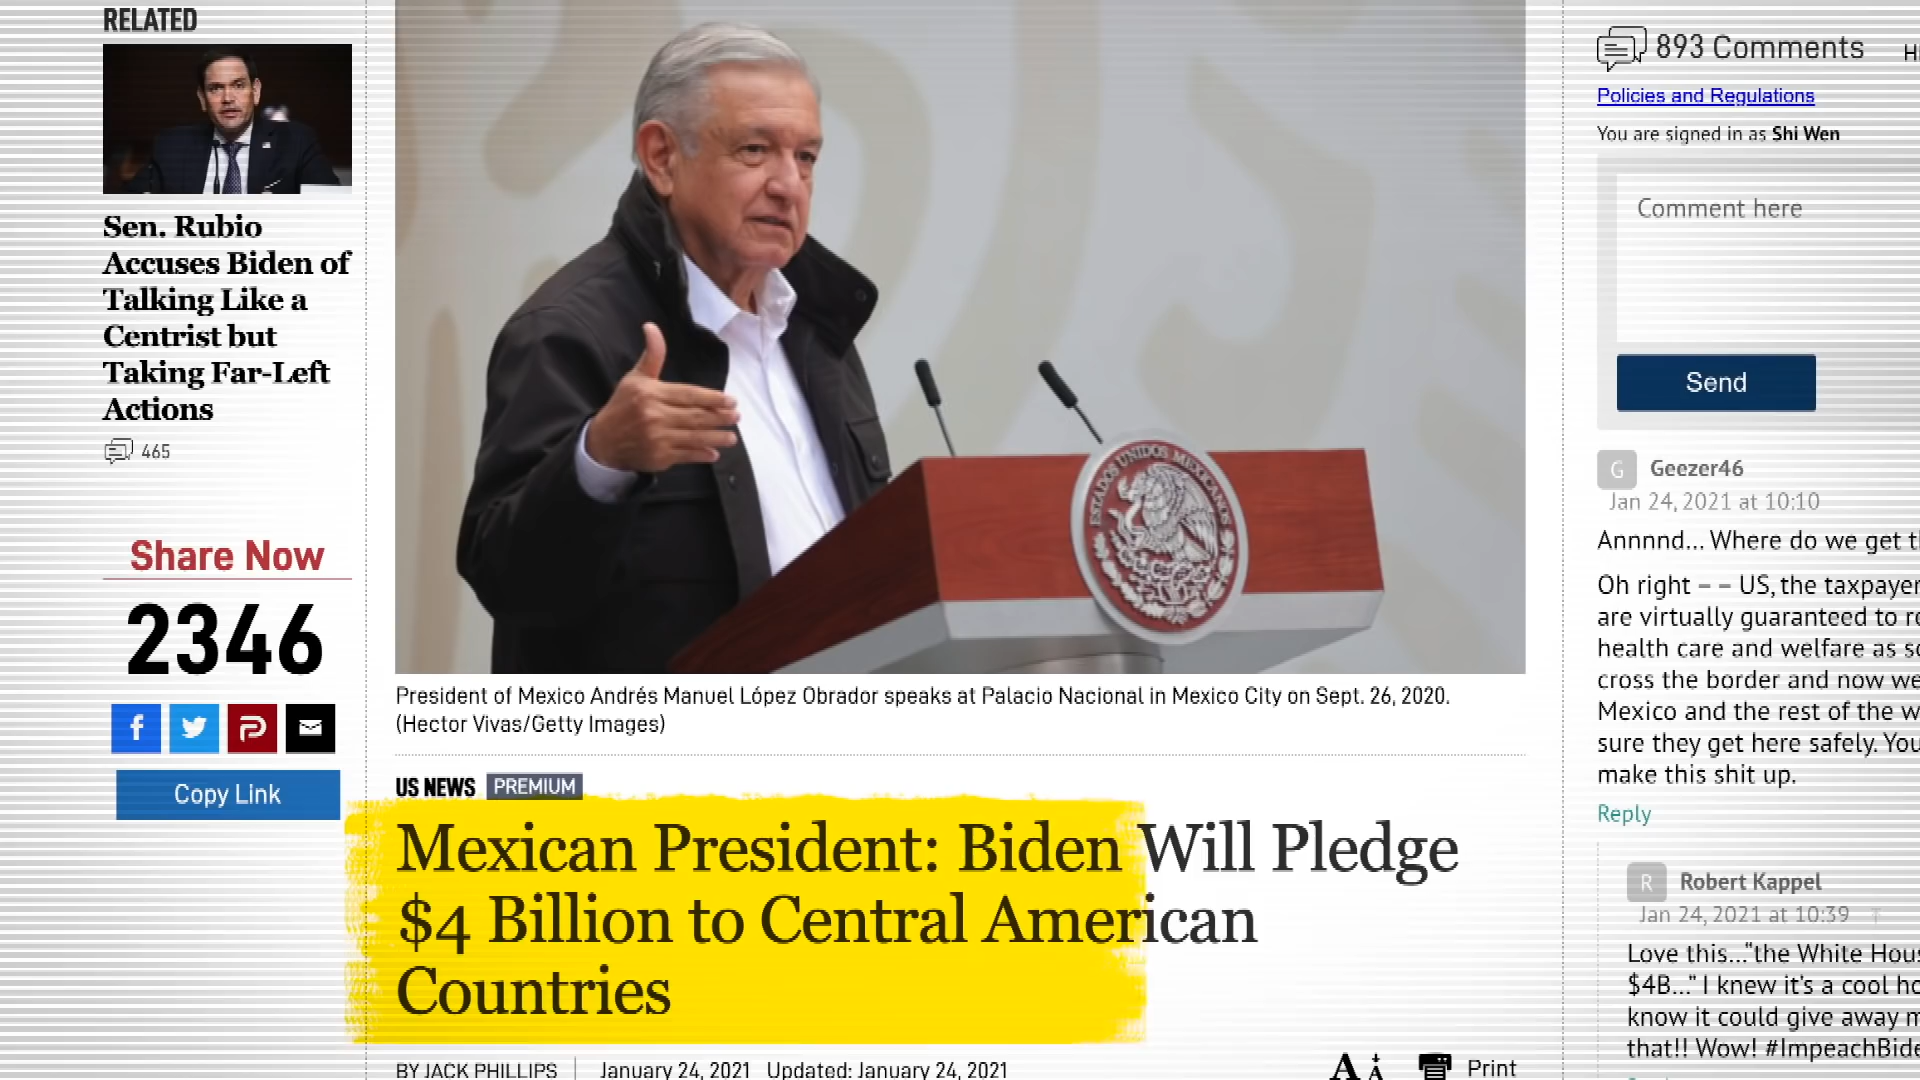 RELATED
Sen. Rubio
Accuses Biden of
Talking Like a
Centrist but
Taking Far-Left
Actions
465
Share Now
2346
Copy Link
ESTADOS UNIDOS MEXICANOS
President of Mexico Andrés Manuel López Obrador speaks at Palacio Nacional in Mexico City on Sept. 26, 2020.
(Hector Vivas/Getty Images)
US NEWS PREMIUM
Mexican President: Biden Will Pledge
$4 Billion to Central American
Countries
BY JACK PHILLIPS January 24, 2021 Updated: January 24, 2021
Print
893 Comments
Policies and Regulations
You are signed in as Shi Wen
Comment here
Send
G Geezer46
Jan 24, 2021 at 10:10
Annnnd... Where do we get
Oh right – – US, the taxpayer
are virtually guaranteed to
health care and welfare as
cross the border and now we
Mexico and the rest of the
sure they get here safely. You
make this shit up.
Reply
R Robert Kappel
Jan 24, 2021 at 10:39
Love this..."the White
$4B..." I knew it's a cool
know it could give away
that!! Wow!